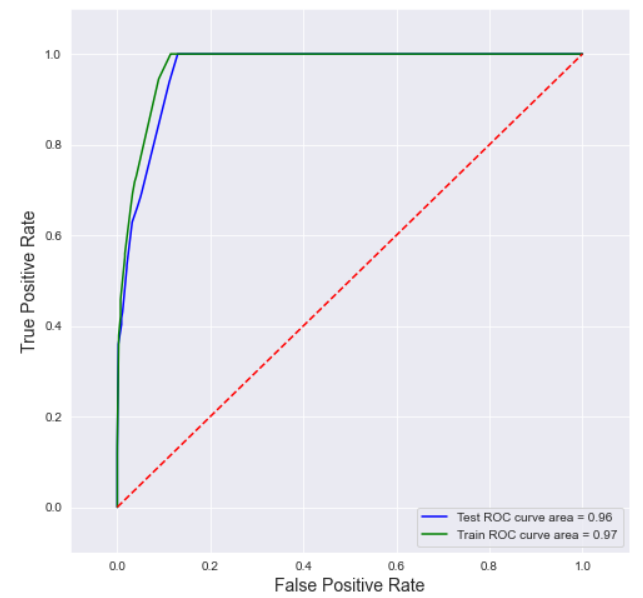 1.0
0.8
0.6
0.4
0.2
0.0
True Positive Rate
Test ROC curve area = 0.96
Train ROC curve area = 0.97
0.0 0.2 0.4 0.6 0.8 1.0
False Positive Rate